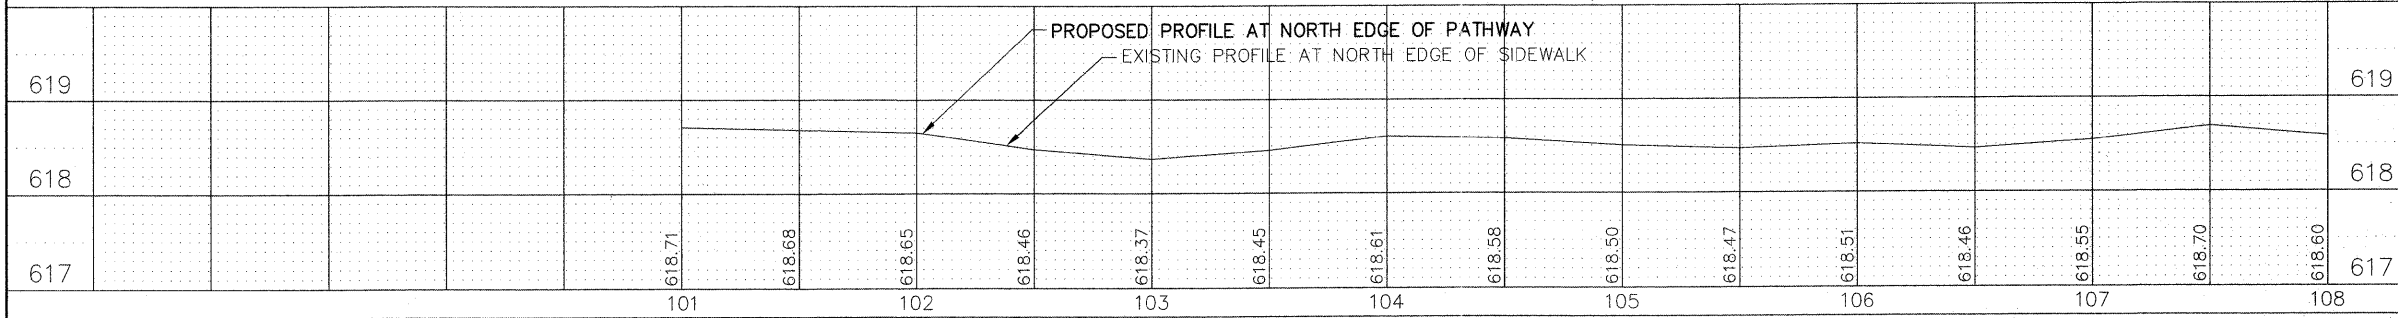 PROPOSED PROFILE AT NORTH EDGE OF PATHWAY
EXISTING PROFILE AT NORTH EDGE OF SIDEWALK
619 619
618 618
617 618.71 618.68 618.65 618.46 618.37 618.45 618.61 618.58 618.50 618.47 618.51 618.46 618.55 618.70 618.60 617
101 102 103 104 105 106 107 108